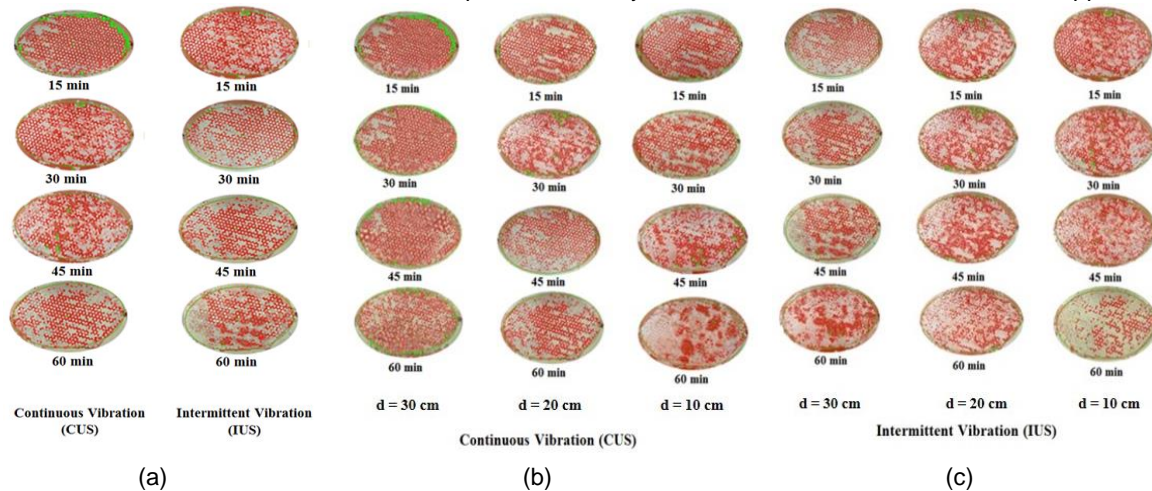 15 min 15 min 15 min 15 min 15 min 15 min 15 min 15 min
30 min 30 min 30 min 30 min 30 min 30 min 30 min 30 min
45 min 45 min 45 min 45 min 45 min 45 min 45 min 45 min
60 min 60 min 60 min 60 min 60 min 60 min 60 min 60 min
d = 30 cm d = 20 cm d = 10 cm d = 30 cm d = 20 cm d = 10 cm
Continuous Vibration Intermittent Vibration
(CUS) (IUS)
Continuous Vibration (CUS) Intermittent Vibration (IUS)
(a) (b) (c)